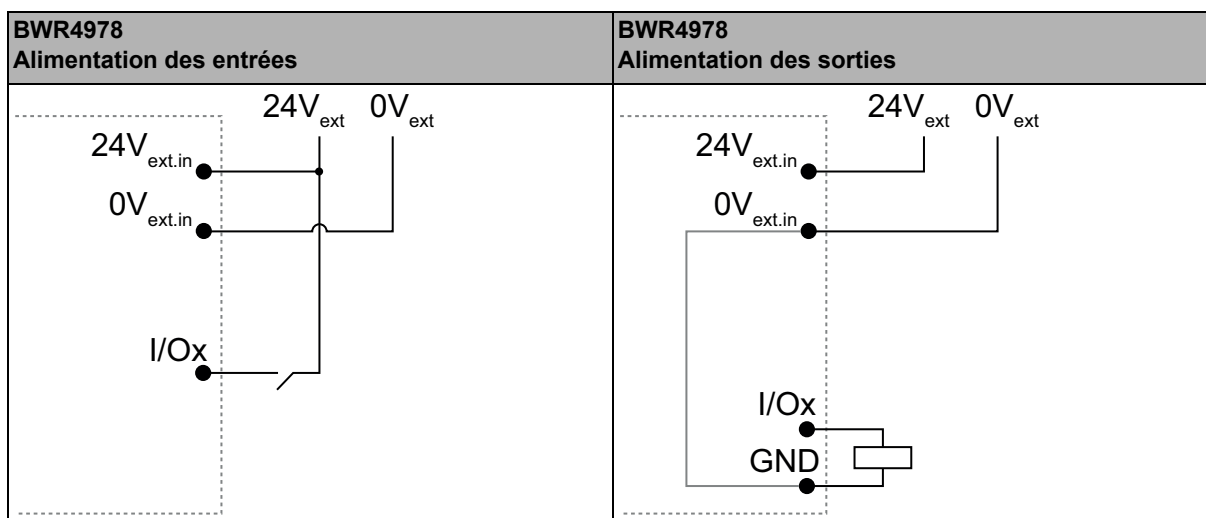 BWR4978
Alimentation des entrées
24Vext 0Vext
24Vext.in
0Vext.in
I/Ox
BWR4978
Alimentation des sorties
24Vext 0Vext
24Vext.in
0Vext.in
I/Ox
GND